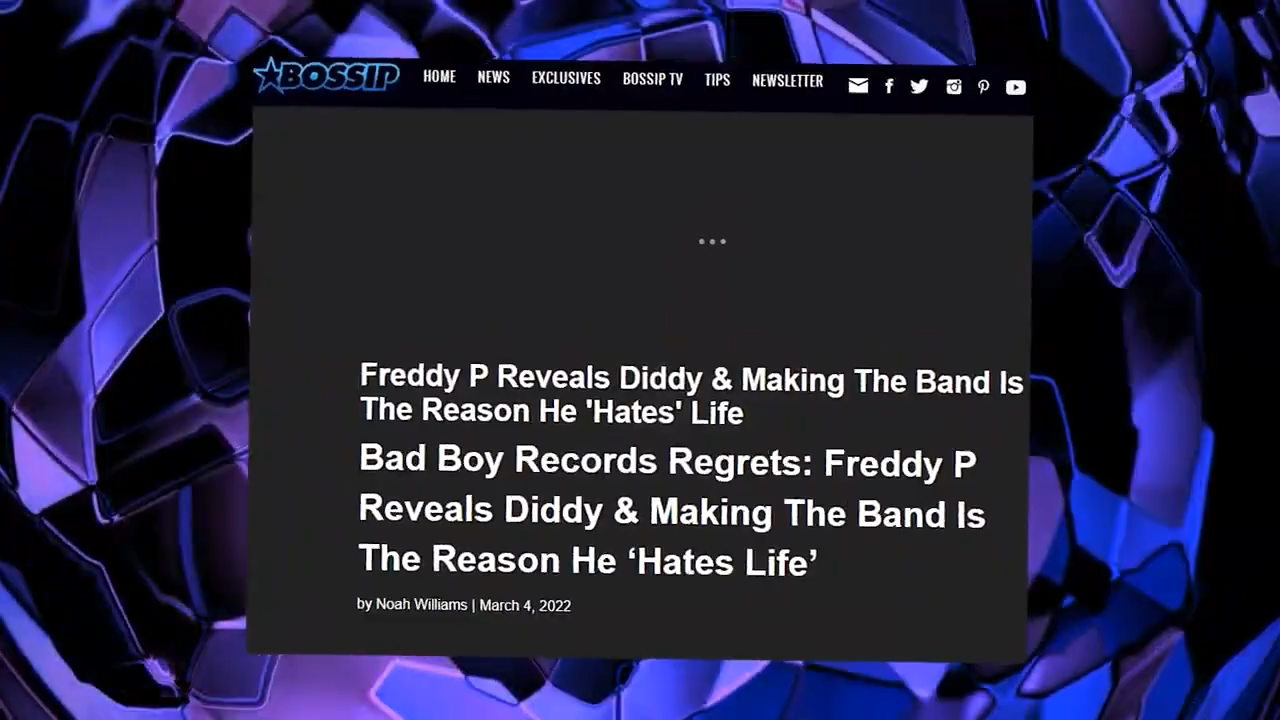 BOSSIP HOME NEWS EXCLUSIVES BOSSIP TV TIPS NEWSLETTER
Freddy P Reveals Diddy & Making The Band Is
The Reason He 'Hates' Life
Bad Boy Records Regrets: Freddy P
Reveals Diddy & Making The Band Is
The Reason He ‘Hates Life’
by Noah Williams | March 4, 2022